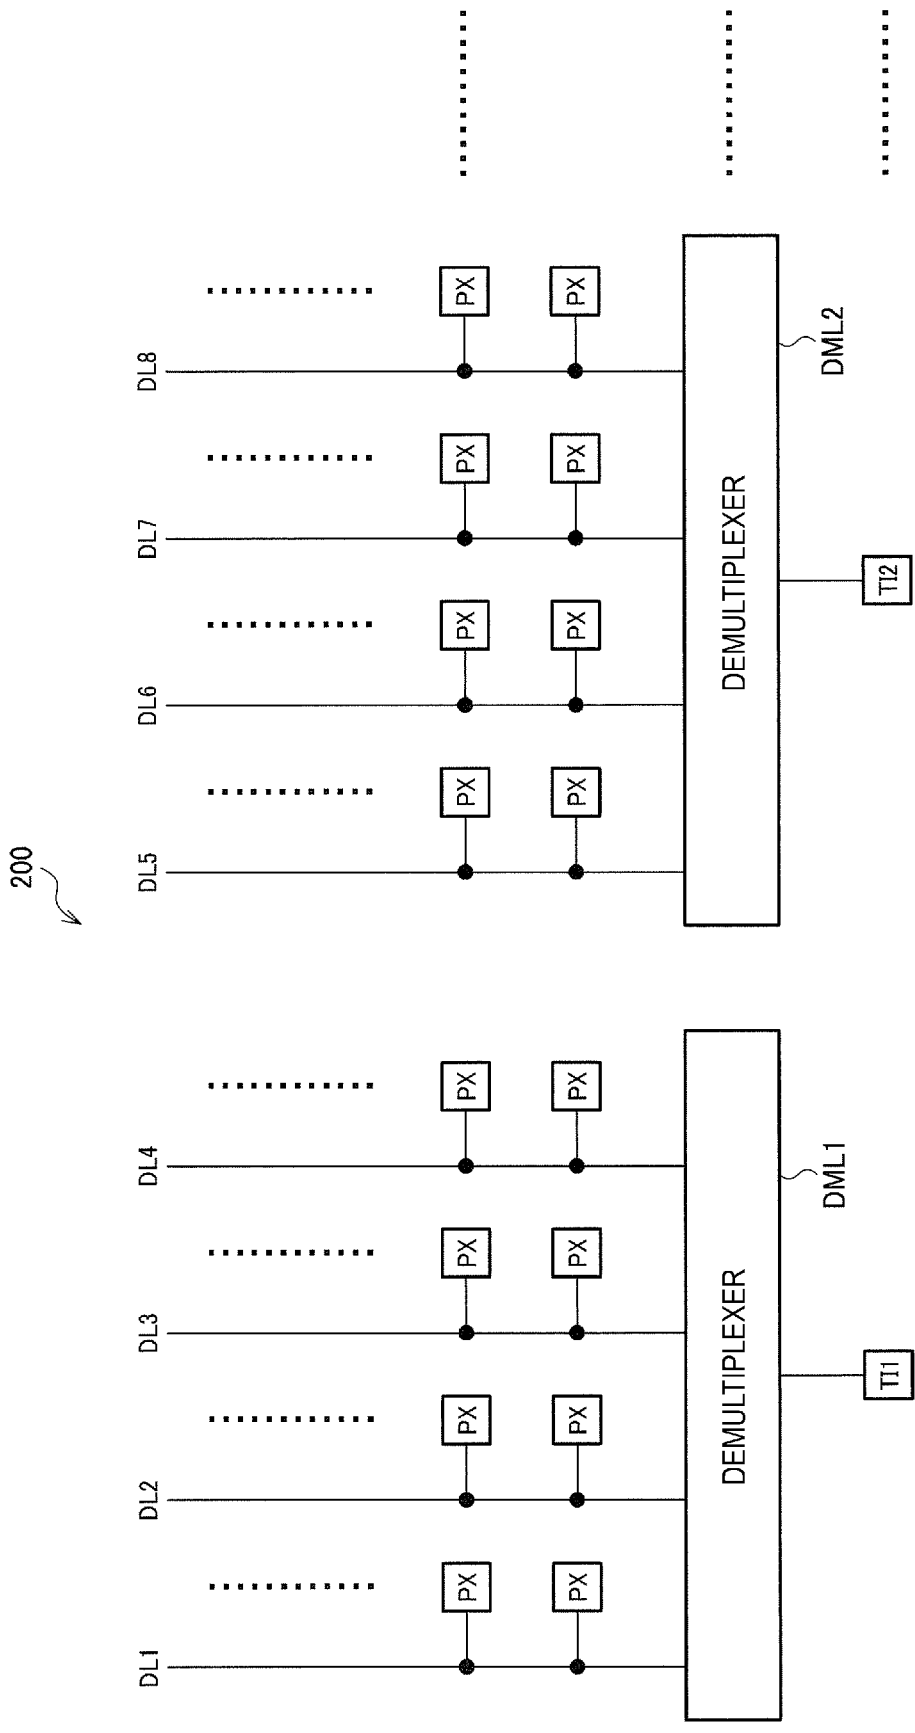 200
DL1
DL2
DL3
DL4
DL5
DL6
DL7
DL8
PX PX PX PX PX PX PX PX
PX PX PX PX PX PX PX PX
DEMULTIPLEXER
DEMULTIPLEXER
DML1
DML2
TI1
TI2